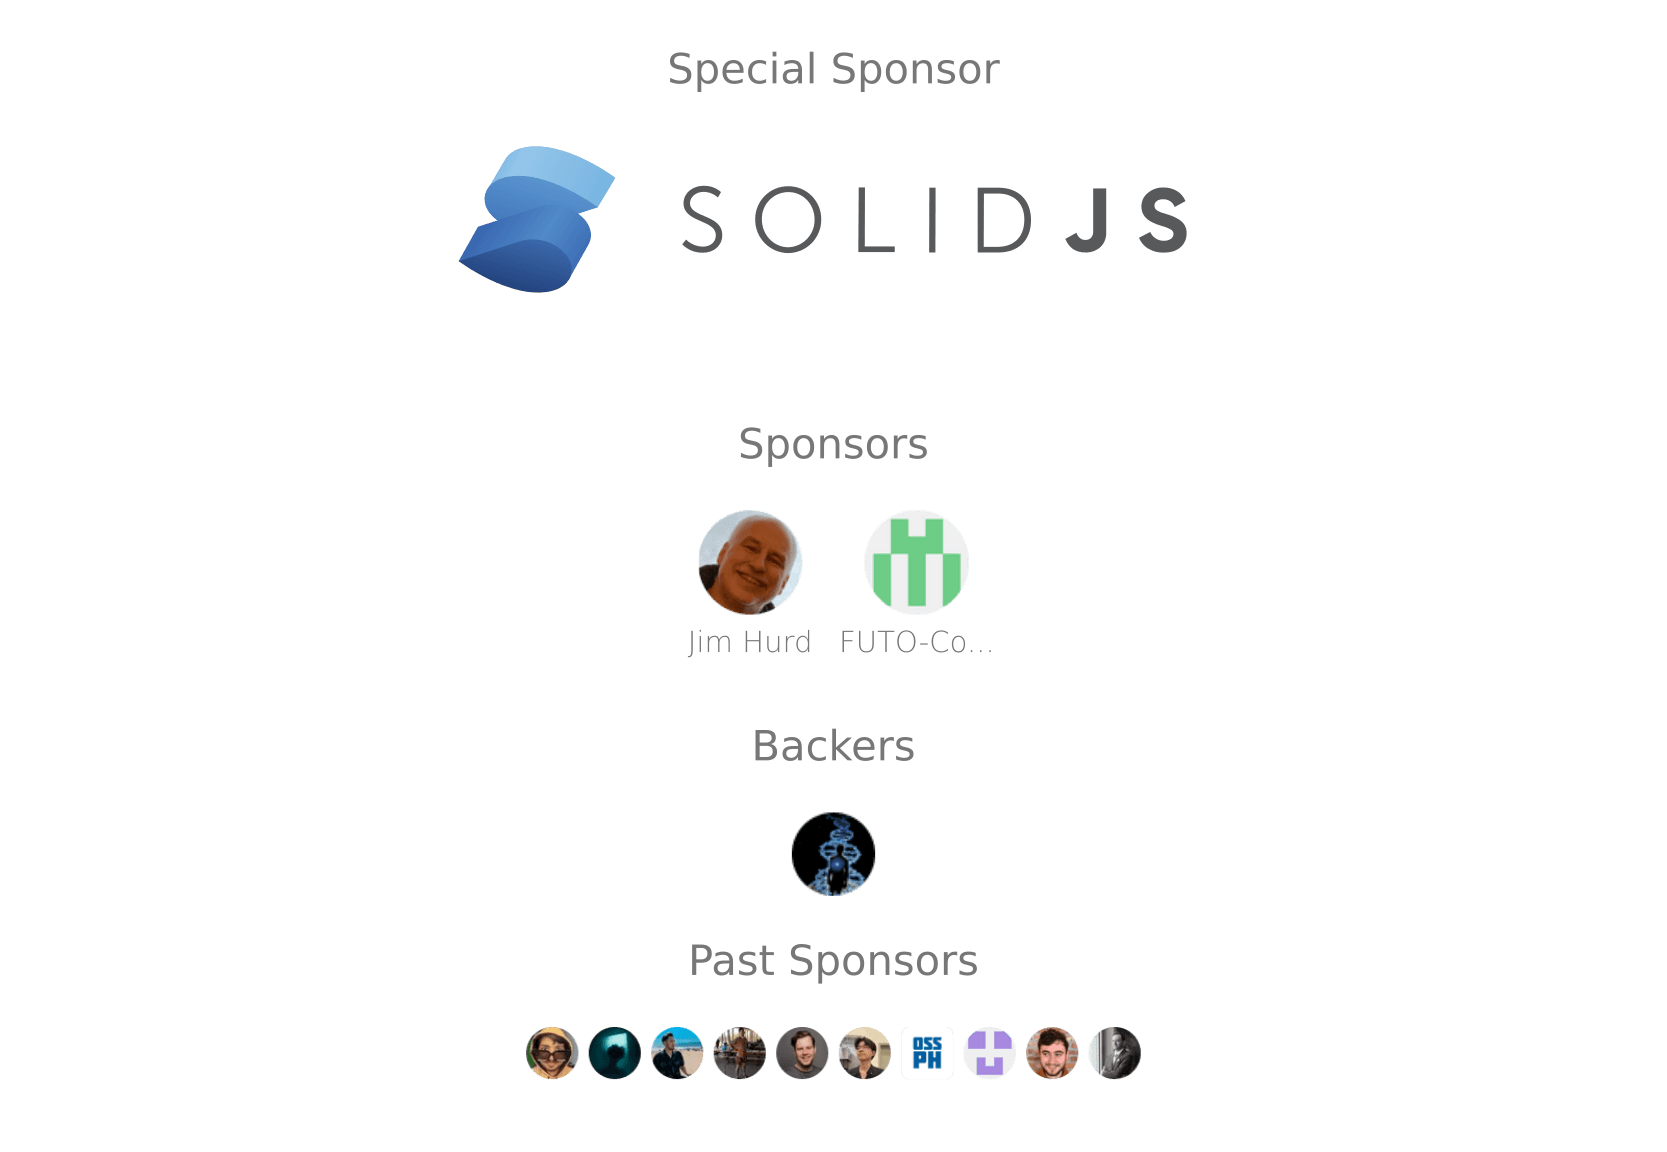 Special Sponsor
SOLIDJS
Sponsors
Jim Hurd
FUTO-Co...
Backers
Past Sponsors
OSS
PH